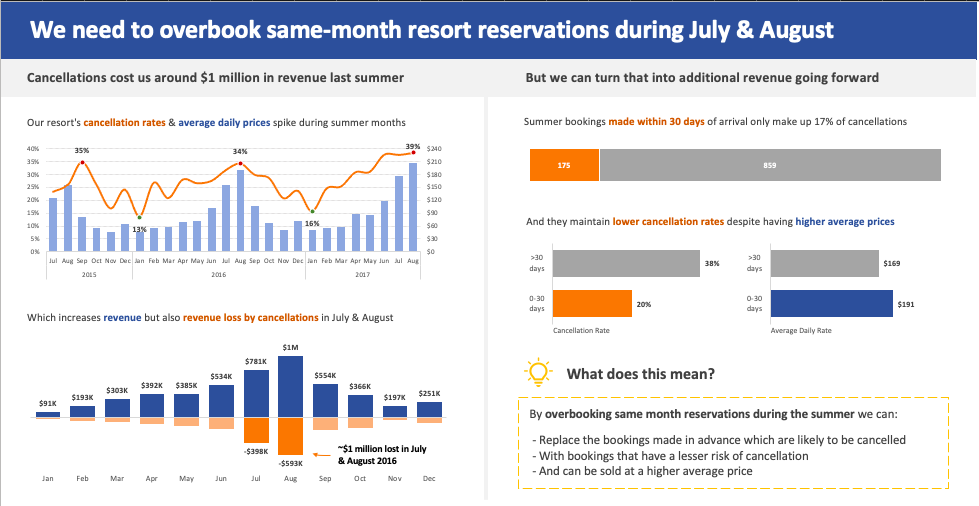 We need to overbook same-month resort reservations during July & August
Cancellations cost us around $1 million in revenue last summer
Our resort's cancellation rates & average daily prices spike during summer months
40%
35%
30%
25%
20%
15%
10%
5%
0%
35%
13%
34%
16%
39%
$240
$210
$180
$150
$120
$90
$60
$30
$0
Jul Aug Sep Oct Nov Dec Jan Feb Mar Apr May Jun Jul Aug Sep Oct Nov Dec Jan Feb Mar Apr May Jun Jul Aug
2015 2016 2017
Which increases revenue but also revenue loss by cancellations in July & August
$91K $193K $303K $392K $385K $534K $781K $1M $554K $366K $197K $251K
-$398K
-$593K
~$1 million lost in July
& August 2016
Jan Feb Mar Apr May Jun Jul Aug Sep Oct Nov Dec
But we can turn that into additional revenue going forward
Summer bookings made within 30 days of arrival only make up 17% of cancellations
175 859
And they maintain lower cancellation rates despite having higher average prices
>30
days
38%
0-30
days
20%
Cancellation Rate
>30
days
$169
0-30
days
$191
Average Daily Rate
What does this mean?
By overbooking same month reservations during the summer we can:
- Replace the bookings made in advance which are likely to be cancelled
- With bookings that have a lesser risk of cancellation
- And can be sold at a higher average price